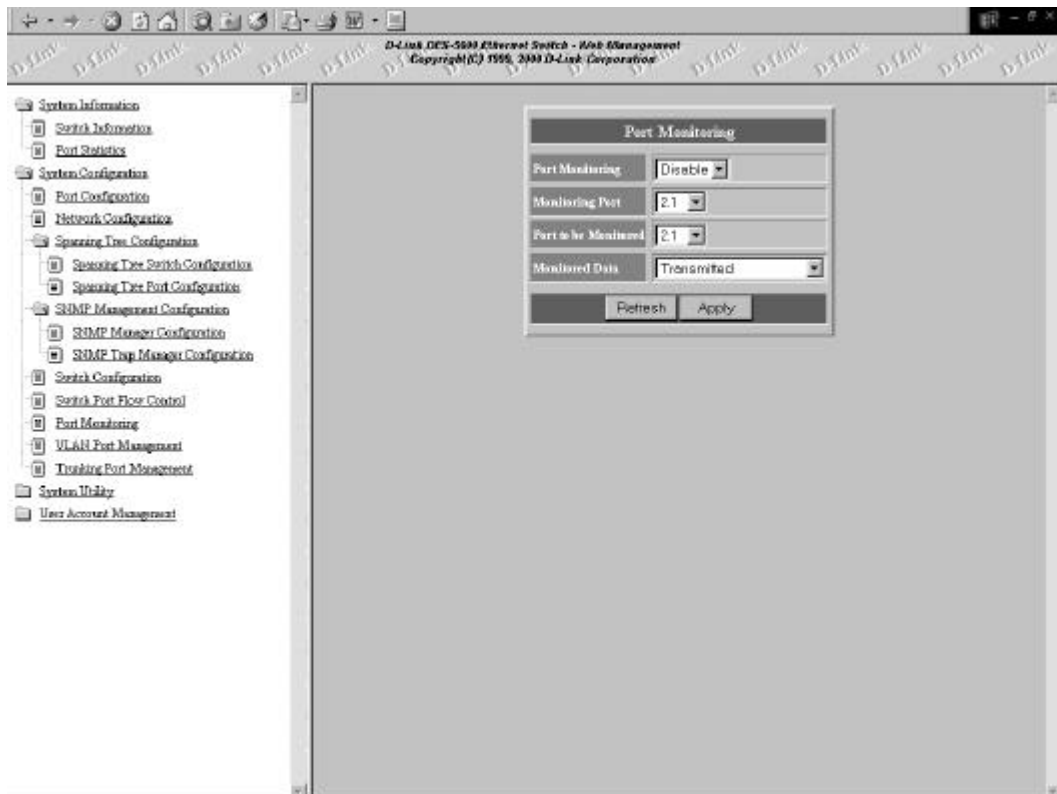 D-Link DES-5000 Ethernet Switch - Web Management
Copyright(C) 1999, 2000 D-Link Corporation
System Information
Switch Information
Port Statistics
System Configuration
Port Configuration
Network Configuration
Spanning Tree Configuration
Spanning Tree Switch Configuration
Spanning Tree Port Configuration
SNMP Management Configuration
SNMP Manager Configuration
SNMP Trap Manager Configuration
Switch Configuration
Switch Port Flow Control
Port Monitoring
VLAN Port Management
Trunking Port Management
System Utility
User Account Management
Port Monitoring
Port Monitoring Disable
Monitoring Port 2.1
Port to be Monitored 2.1
Monitored Data Transmitted
Refresh Apply